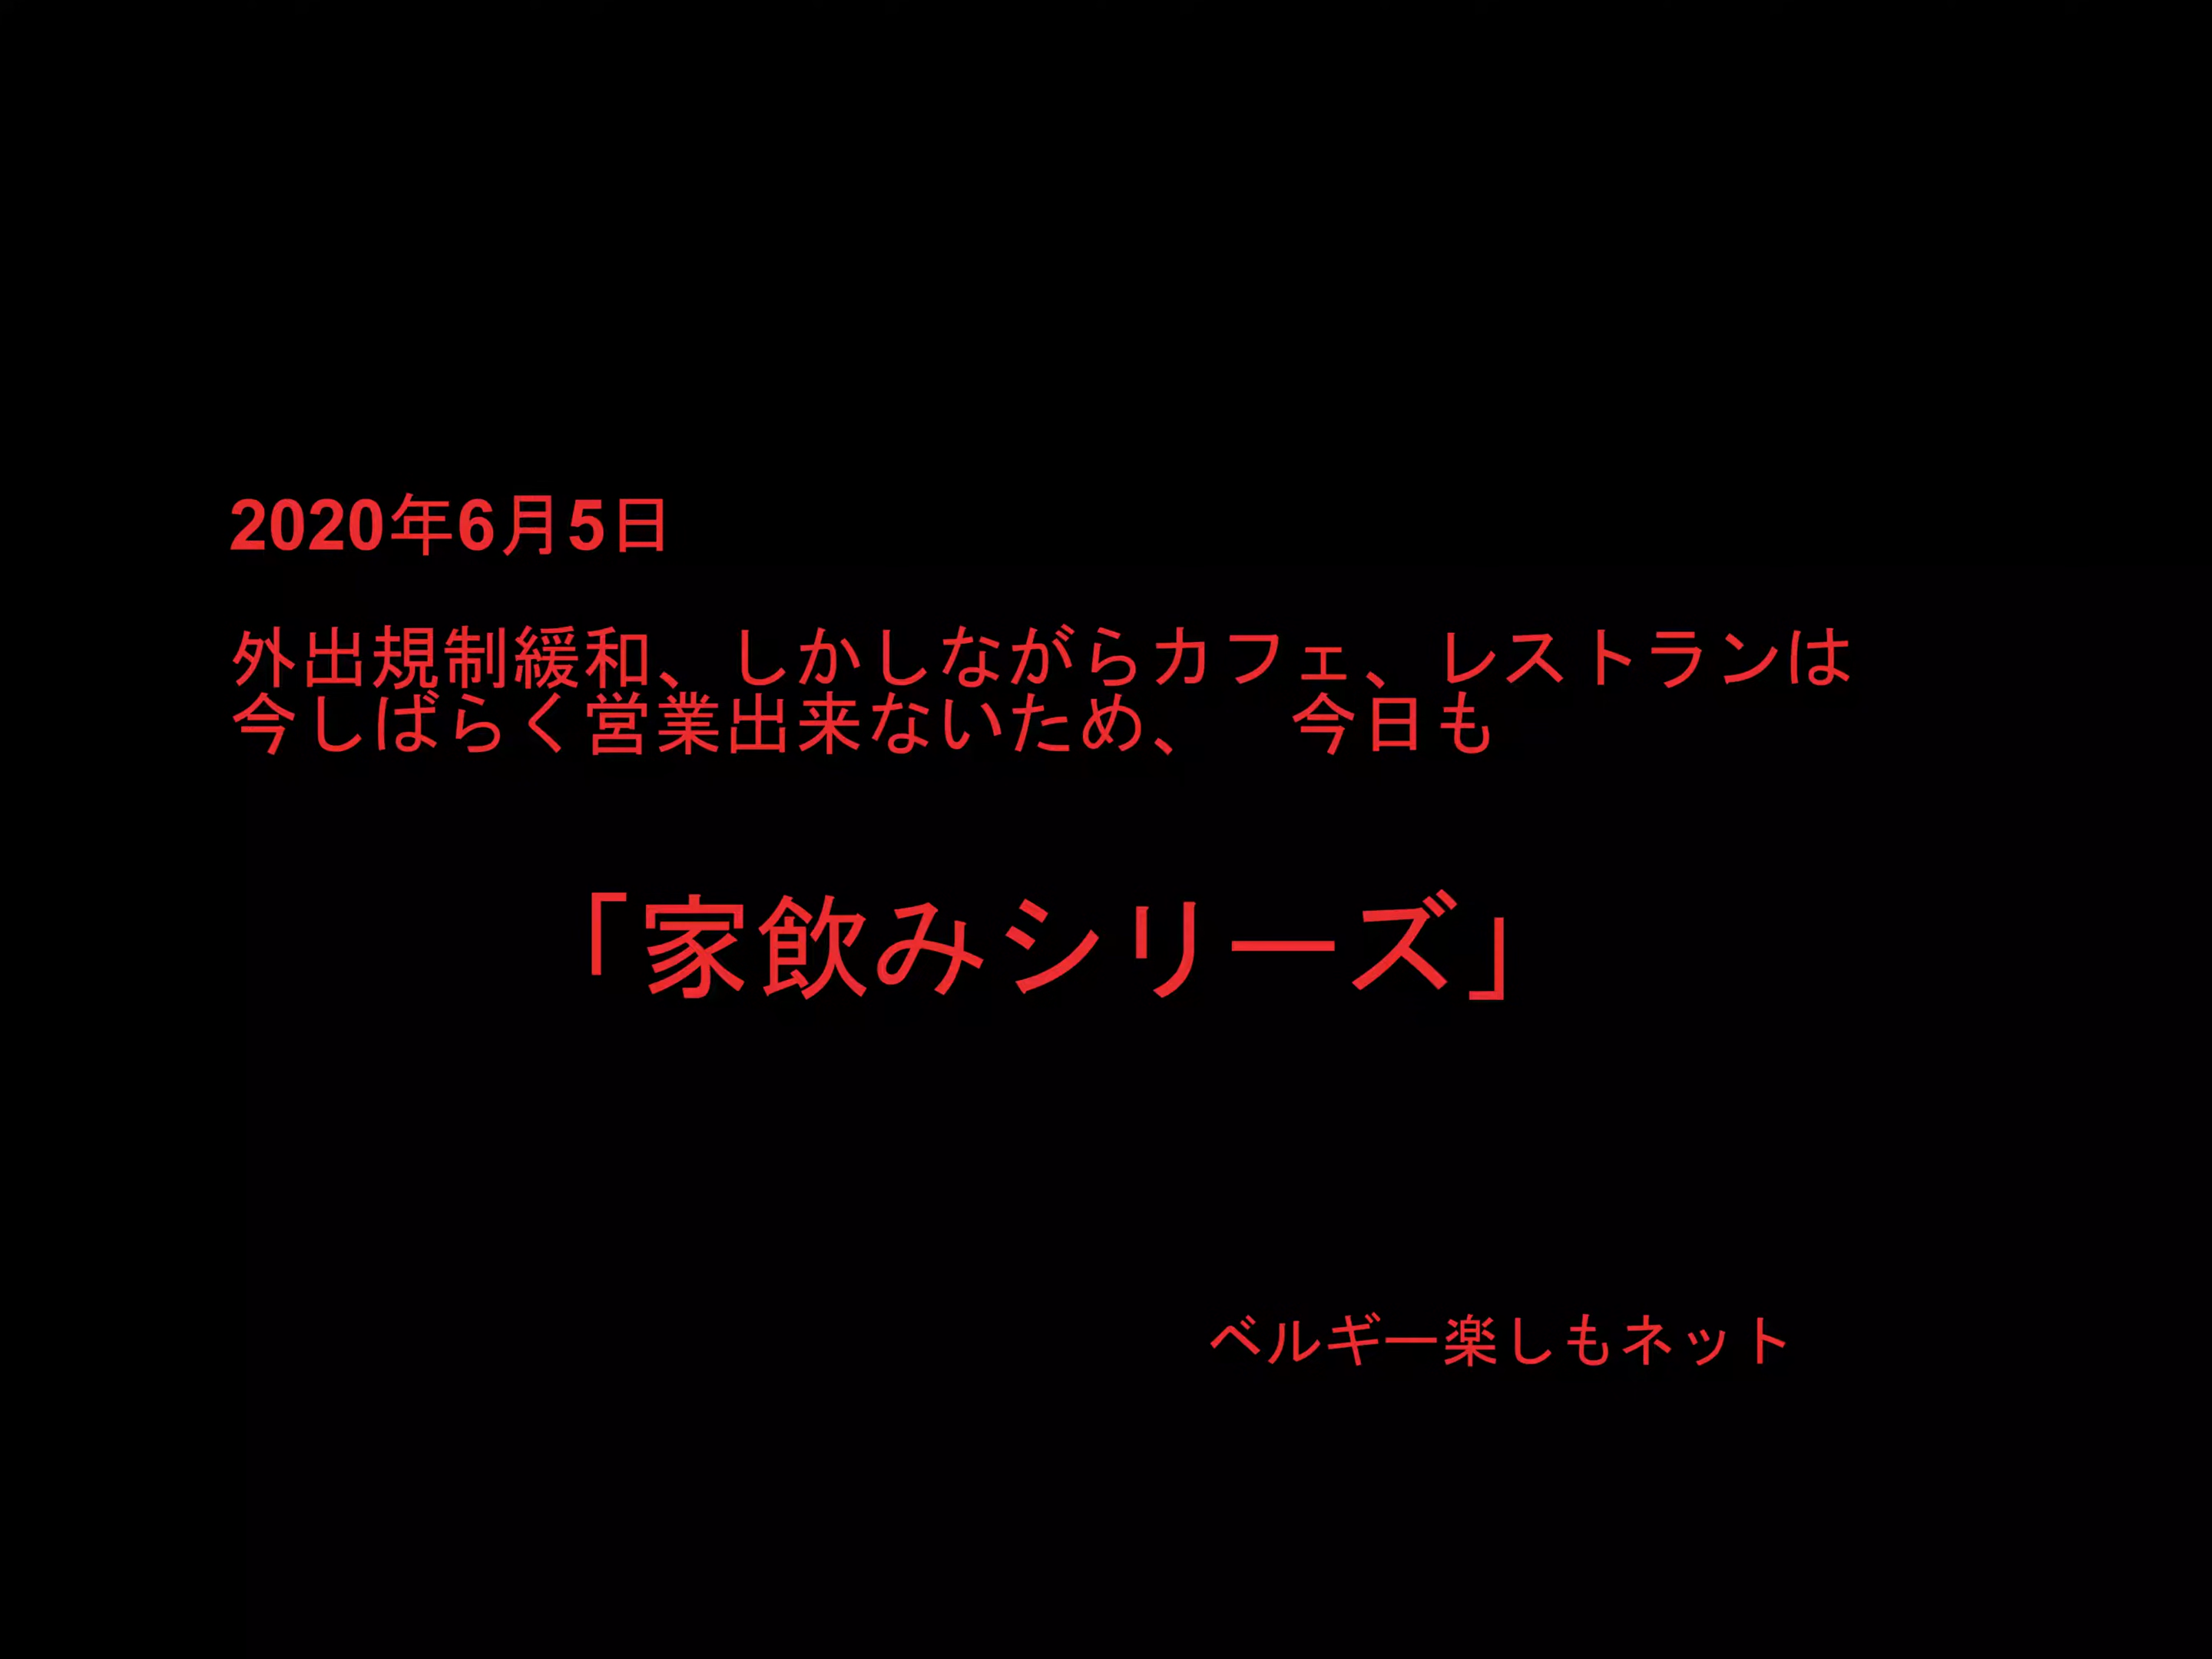 2020年6月5日
外出規制緩和、しかしながらカフェ、レストランは
今しばらく営業出来ないため、　今日も
「家飲みシリーズ」
ベルギー楽しもネット